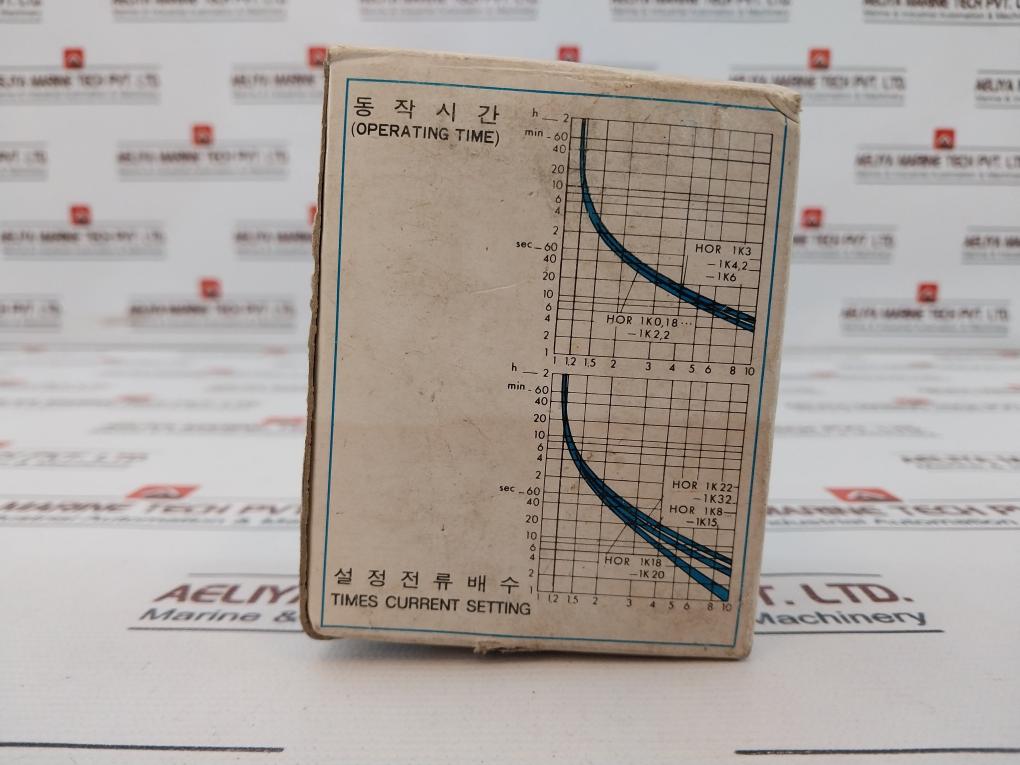 동 작 시 간
(OPERATING TIME)
h — 2
min - 60
40
20
10
6
4
2
sec - 60
40
20
10
6
4
2
1
1 1,2 1,5 2 3 4 5 6 8 10
HOR 1K3
-1K4,2
-1K6
HOR 1K0,18···
-1K2,2
h — 2
min - 60
40
20
10
6
4
2
sec - 60
40
20
10
6
4
2
1
1 1,2 1,5 2 3 4 5 6 8 10
HOR 1K22
-1K32
HOR 1K8
-1K15
HOR 1K18
-1K20
설 정 전 류 배 수
TIMES CURRENT SETTING
AELIYA MARINE TECH PVT. LTD.